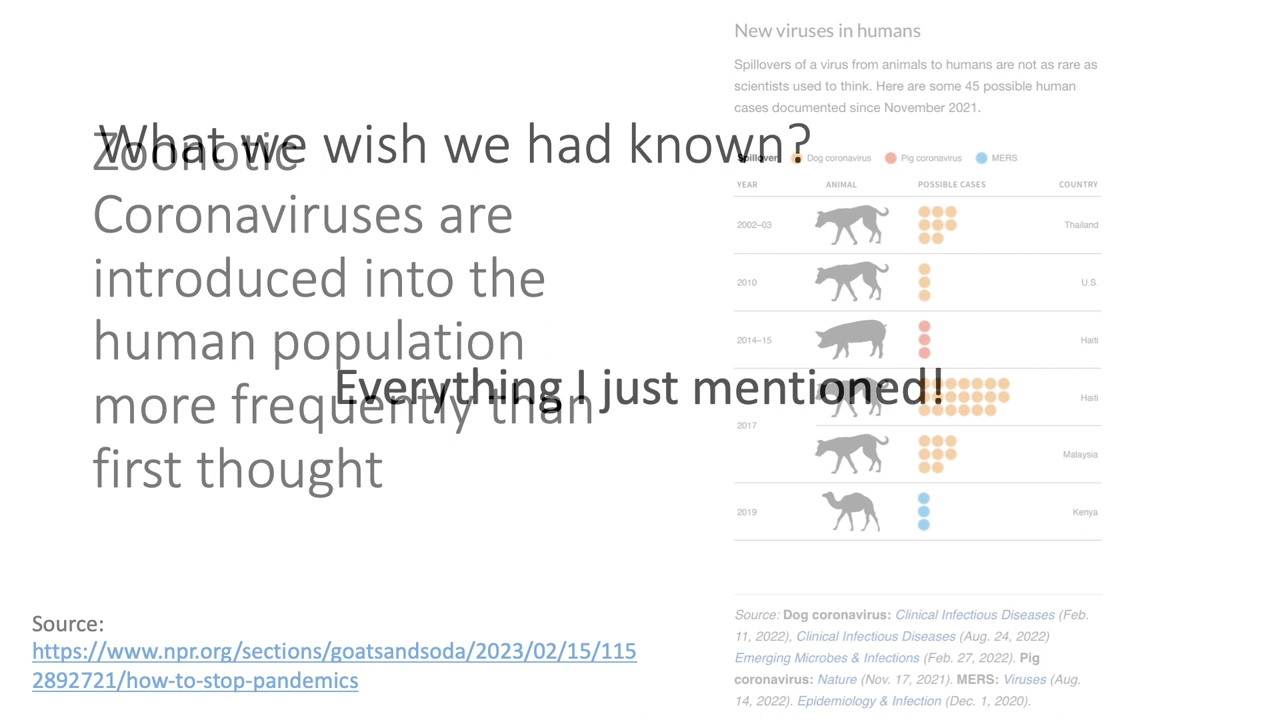 What we wish we had known?
Zoonotic
Coronaviruses are
introduced into the
human population
more frequently than
first thought
Everything I just mentioned!
Source:
https://www.npr.org/sections/goatsandsoda/2023/02/15/115
2892721/how-to-stop-pandemics
New viruses in humans
Spillovers of a virus from animals to humans are not as rare as
scientists used to think. Here are some 45 possible human
cases documented since November 2021.
Spillover: Dog coronavirus Pig coronavirus MERS
YEAR ANIMAL POSSIBLE CASES COUNTRY
2002–03 Thailand
2010 U.S.
2014–15 Haiti
Haiti
2017
Malaysia
2019 Kenya
Source: Dog coronavirus: Clinical Infectious Diseases (Feb.
11, 2022), Clinical Infectious Diseases (Aug. 24, 2022)
Emerging Microbes & Infections (Feb. 27, 2022). Pig
coronavirus: Nature (Nov. 17, 2021). MERS: Viruses (Aug.
14, 2022). Epidemiology & Infection (Dec. 1, 2020).